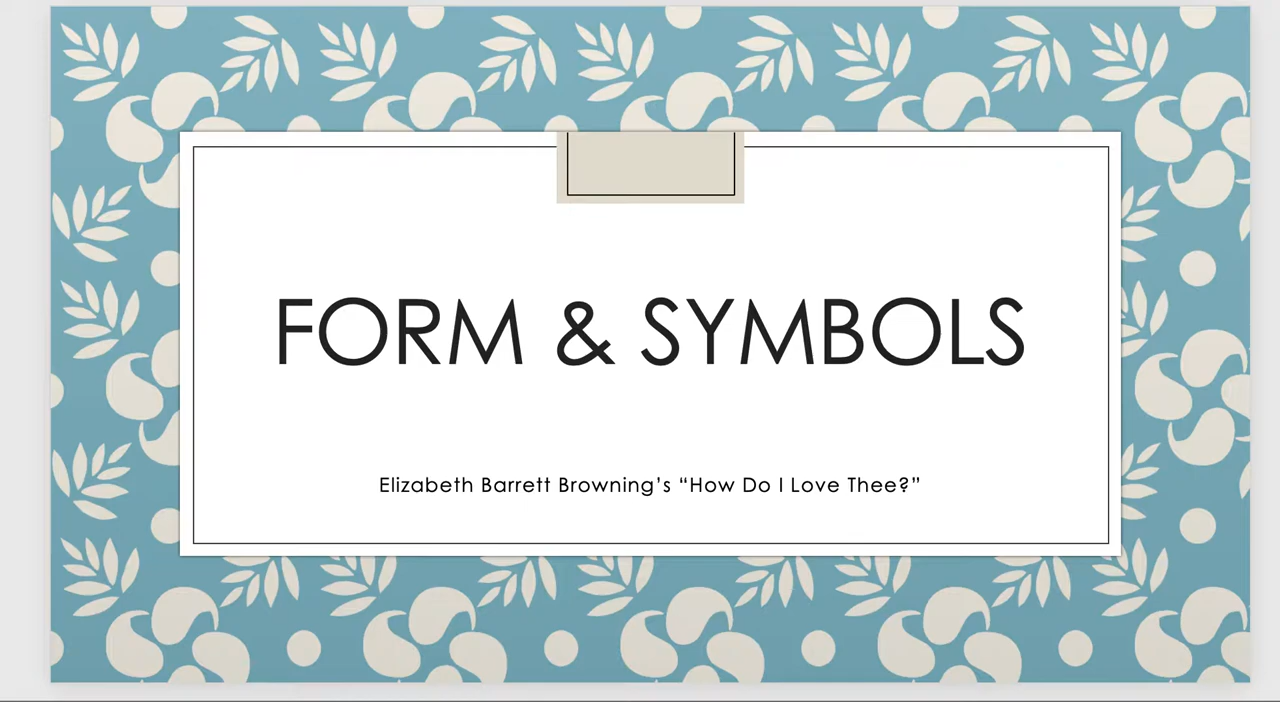 FORM & SYMBOLS
Elizabeth Barrett Browning’s “How Do I Love Thee?”